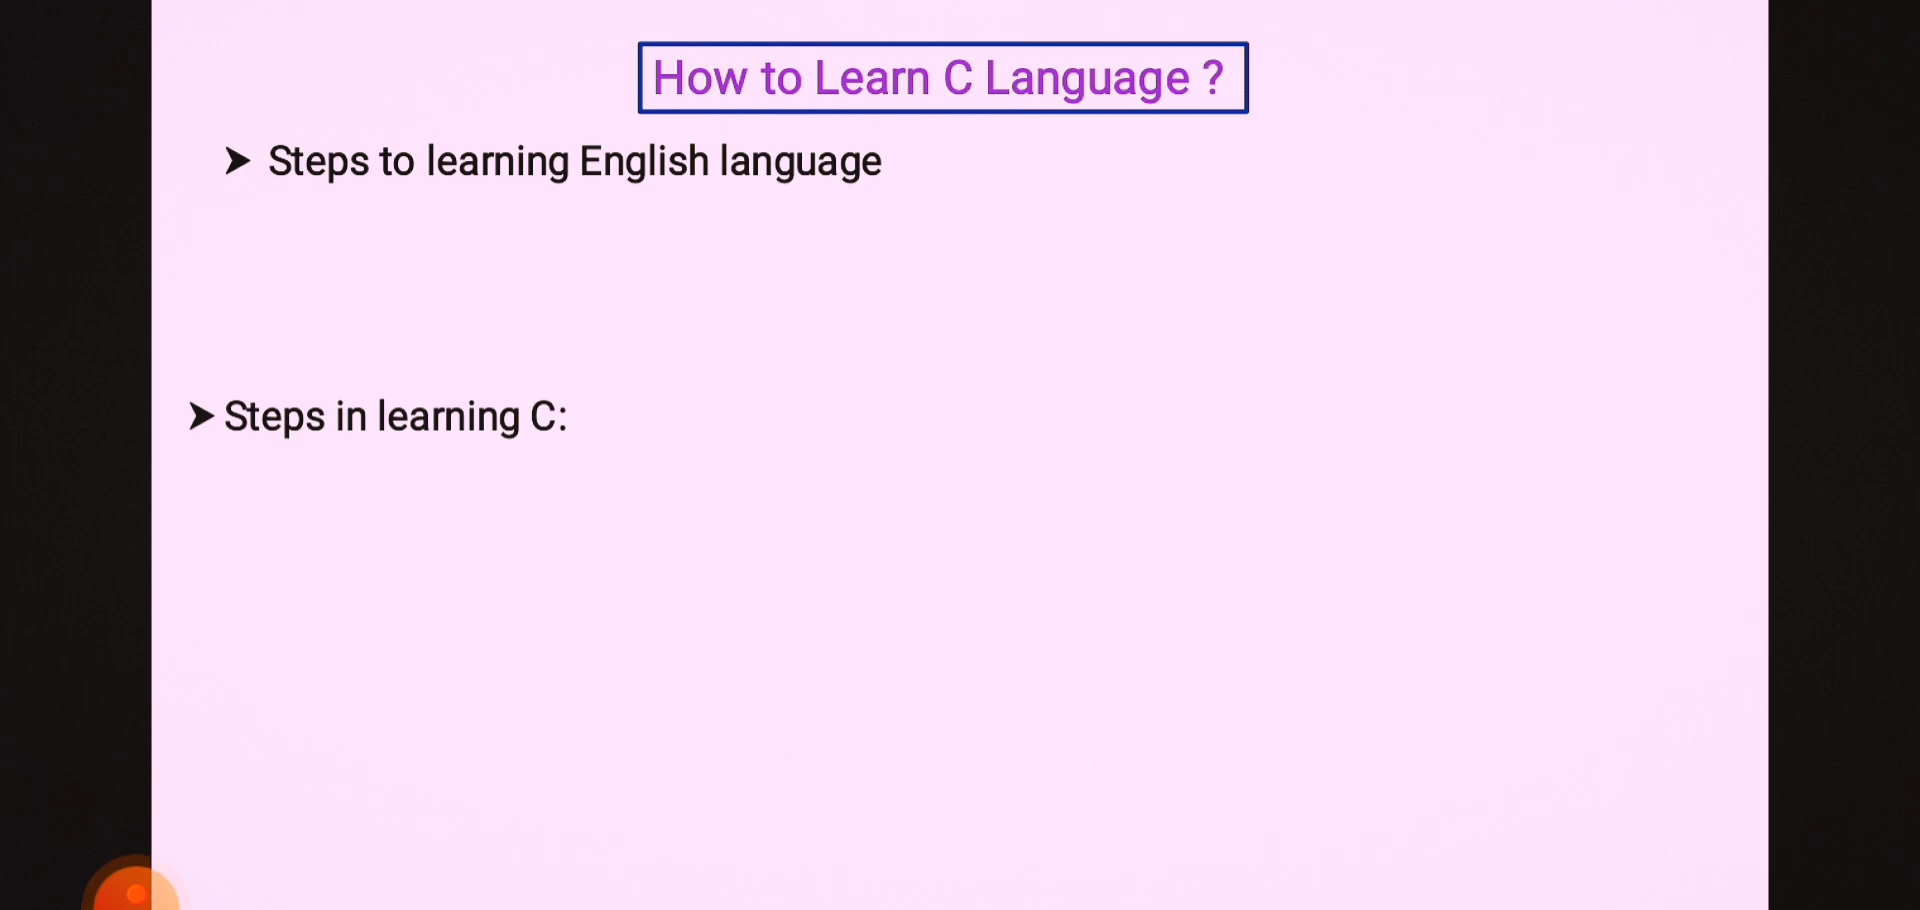 How to Learn C Language ?
➤ Steps to learning English language
➤ Steps in learning C: